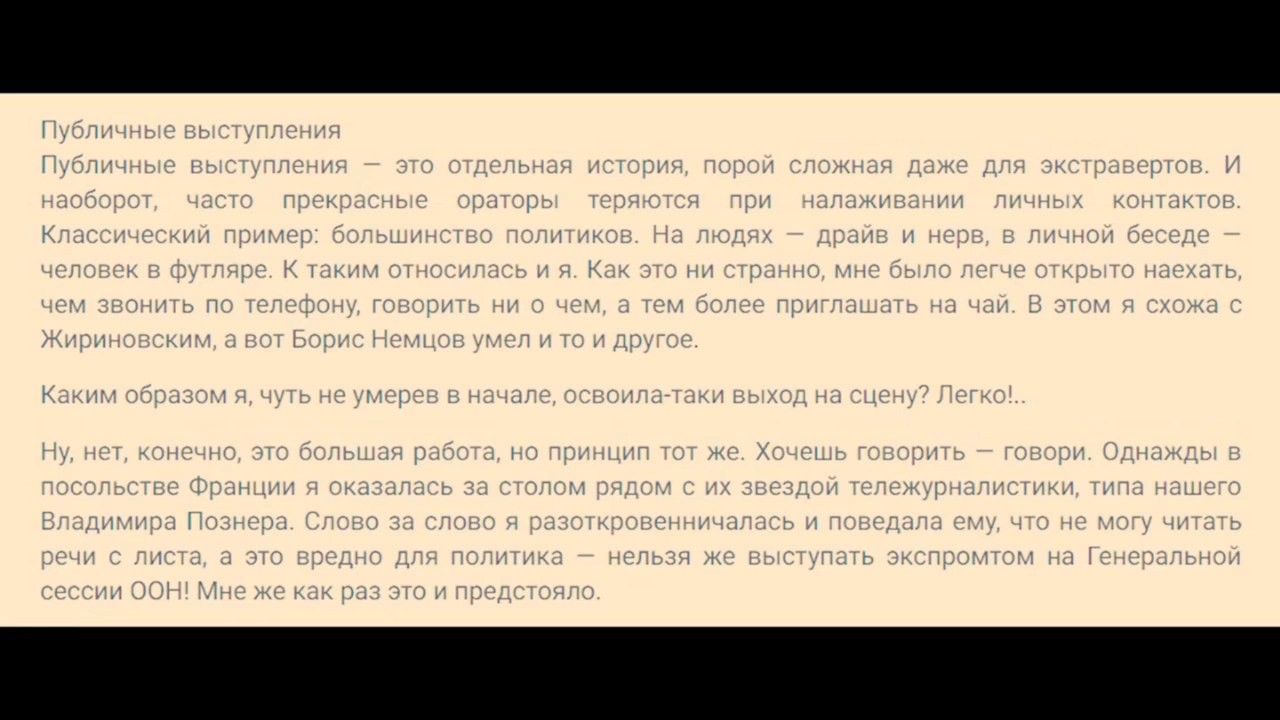 Публичные выступления
Публичные выступления — это отдельная история, порой сложная даже для экстравертов. И
наоборот, часто прекрасные ораторы теряются при налаживании личных контактов.
Классический пример: большинство политиков. На людях — драйв и нерв, в личной беседе —
человек в футляре. К таким относилась и я. Как это ни странно, мне было легче открыто наехать,
чем звонить по телефону, говорить ни о чем, а тем более приглашать на чай. В этом я схожа с
Жириновским, а вот Борис Немцов умел и то и другое.
Каким образом я, чуть не умерев в начале, освоила-таки выход на сцену? Легко!..
Ну, нет, конечно, это большая работа, но принцип тот же. Хочешь говорить — говори. Однажды в
посольстве Франции я оказалась за столом рядом с их звездой тележурналистики, типа нашего
Владимира Познера. Слово за слово я разоткровенничалась и поведала ему, что не могу читать
речи с листа, а это вредно для политика — нельзя же выступать экспромтом на Генеральной
сессии ООН! Мне же как раз это и предстояло.